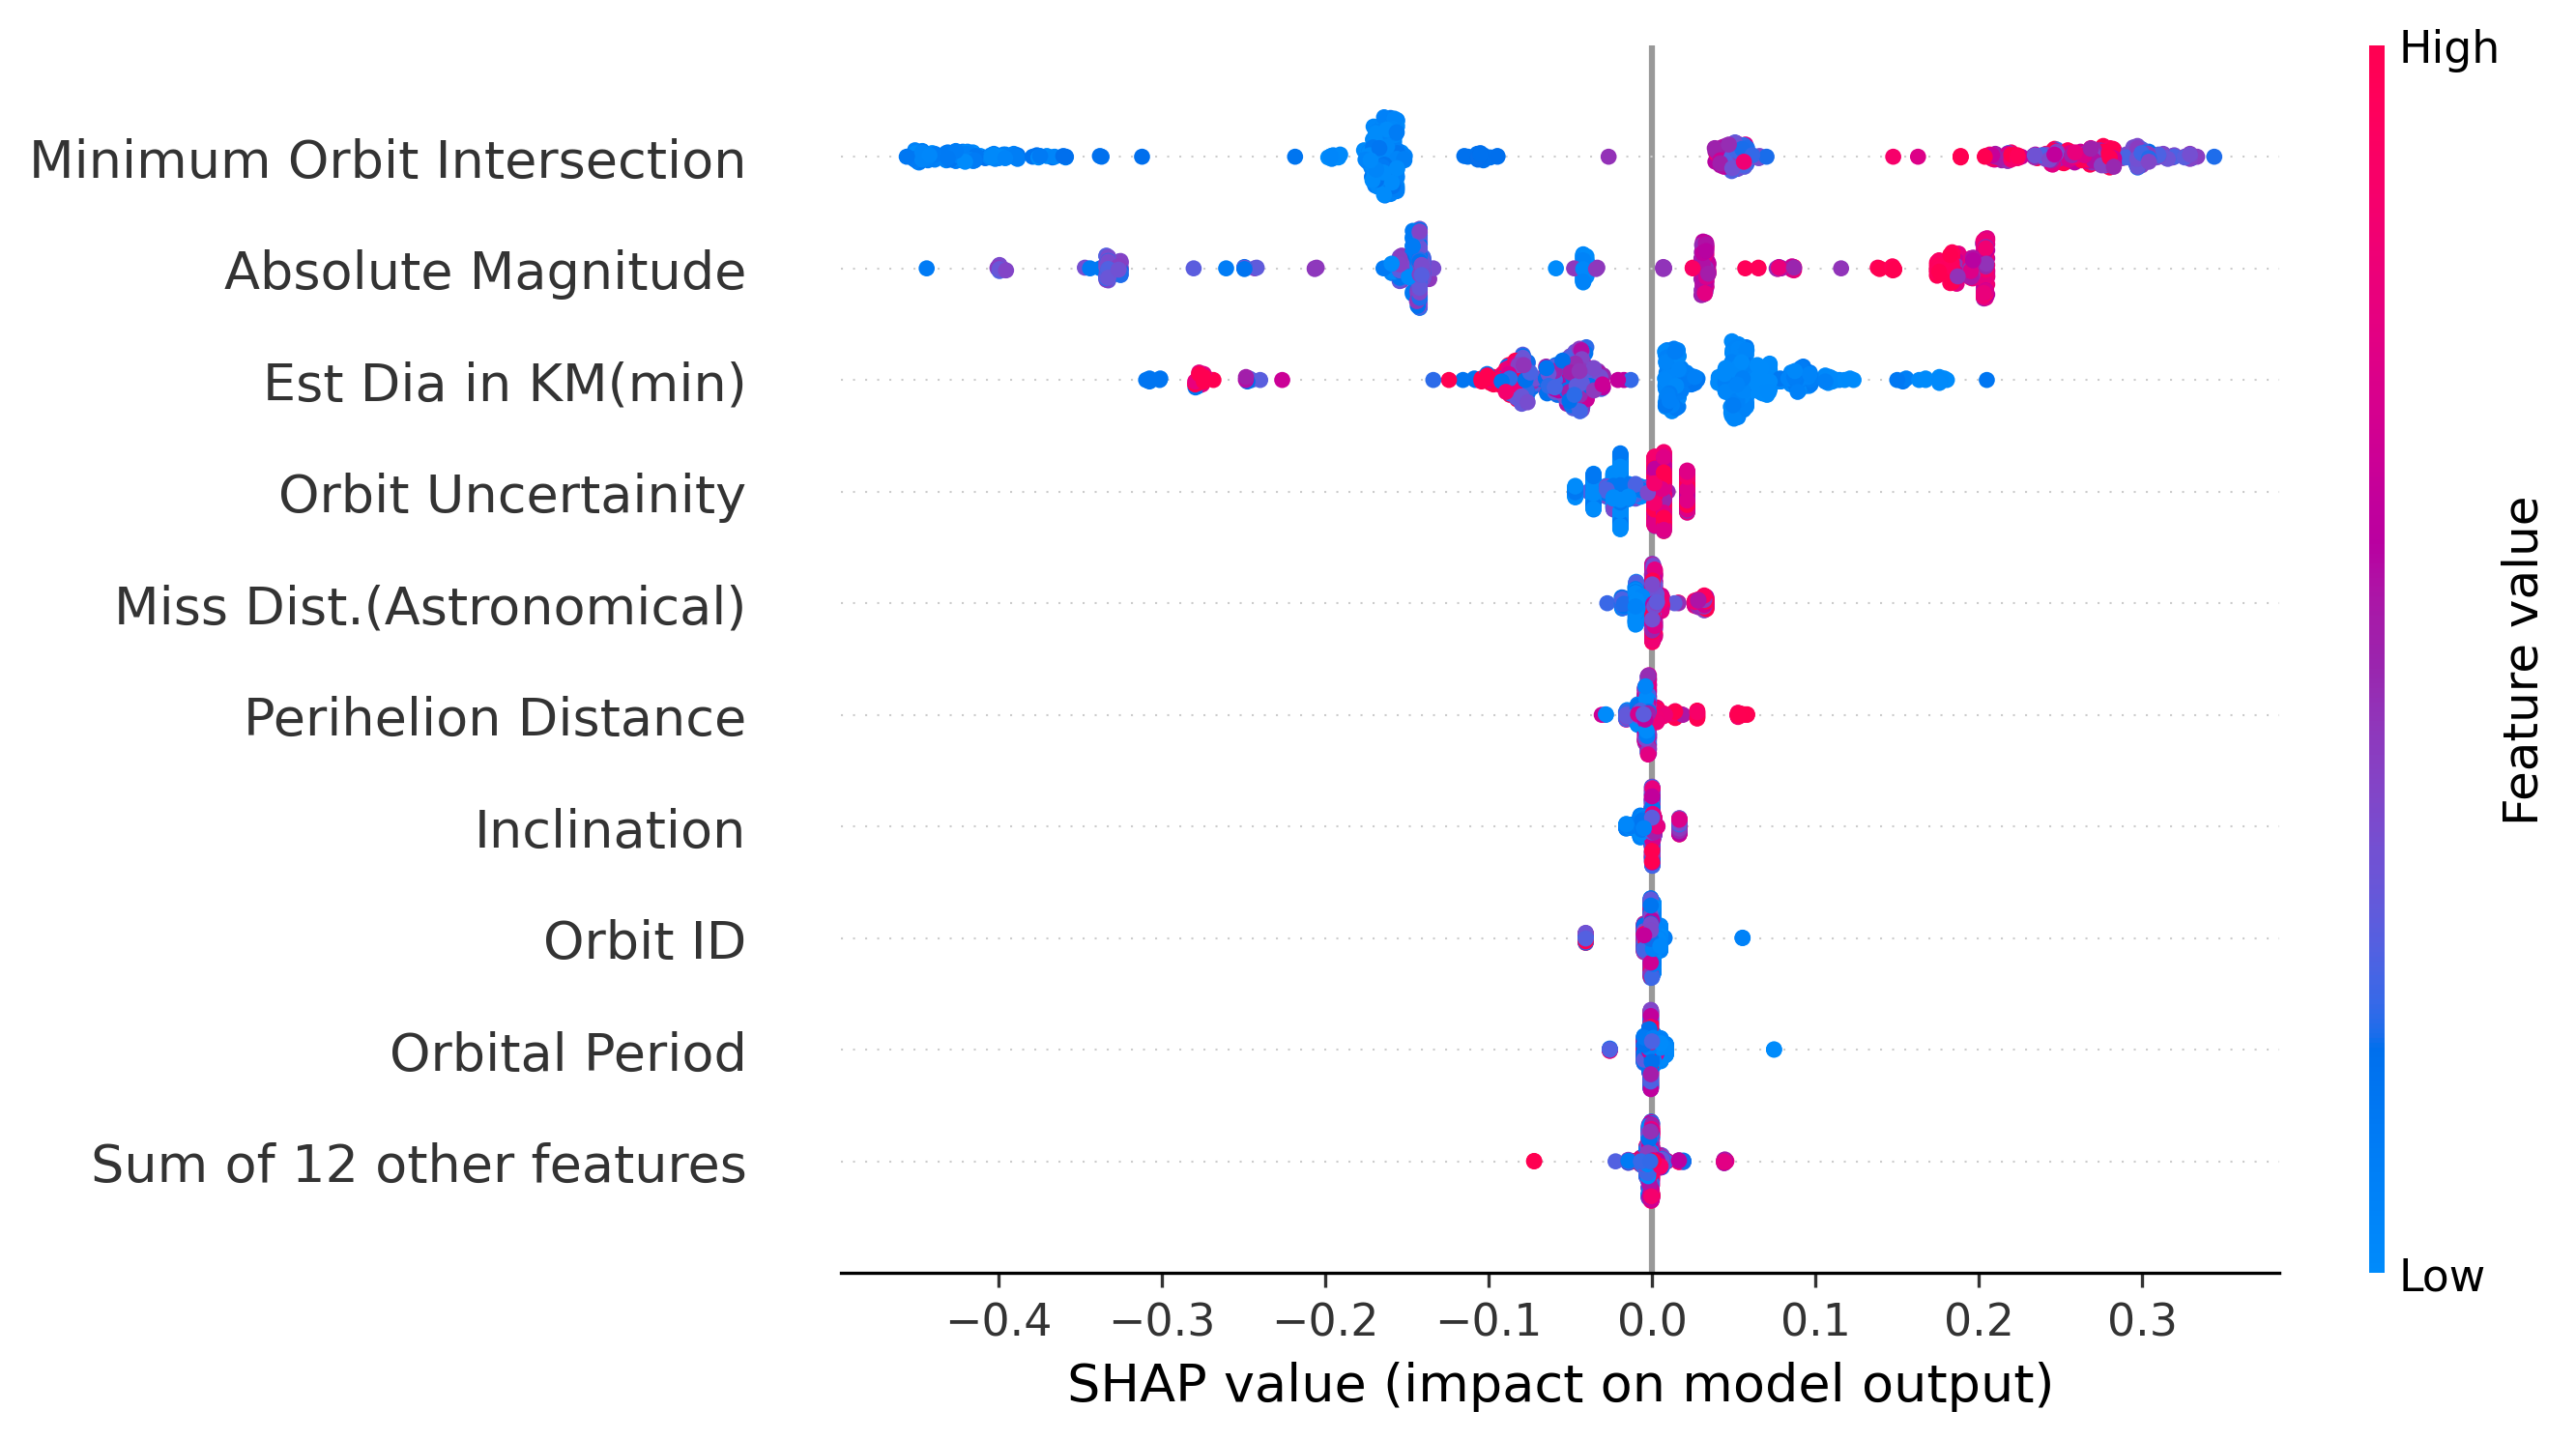 High
Minimum Orbit Intersection
Absolute Magnitude
Est Dia in KM(min)
Orbit Uncertainity
Miss Dist.(Astronomical)
Perihelion Distance
Inclination
Orbit ID
Orbital Period
Sum of 12 other features
Feature value
Low
−0.4 −0.3 −0.2 −0.1 0.0 0.1 0.2 0.3
SHAP value (impact on model output)